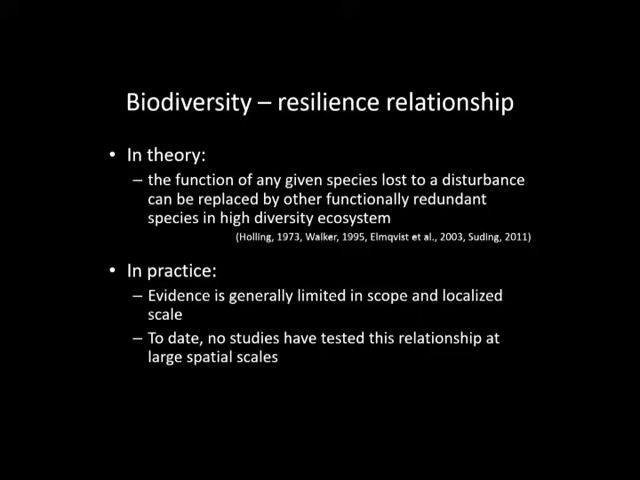 Biodiversity – resilience relationship
• In theory:
– the function of any given species lost to a disturbance
can be replaced by other functionally redundant
species in high diversity ecosystem
(Holling, 1973, Walker, 1995, Elmqvist et al., 2003, Suding, 2011)
• In practice:
– Evidence is generally limited in scope and localized
scale
– To date, no studies have tested this relationship at
large spatial scales